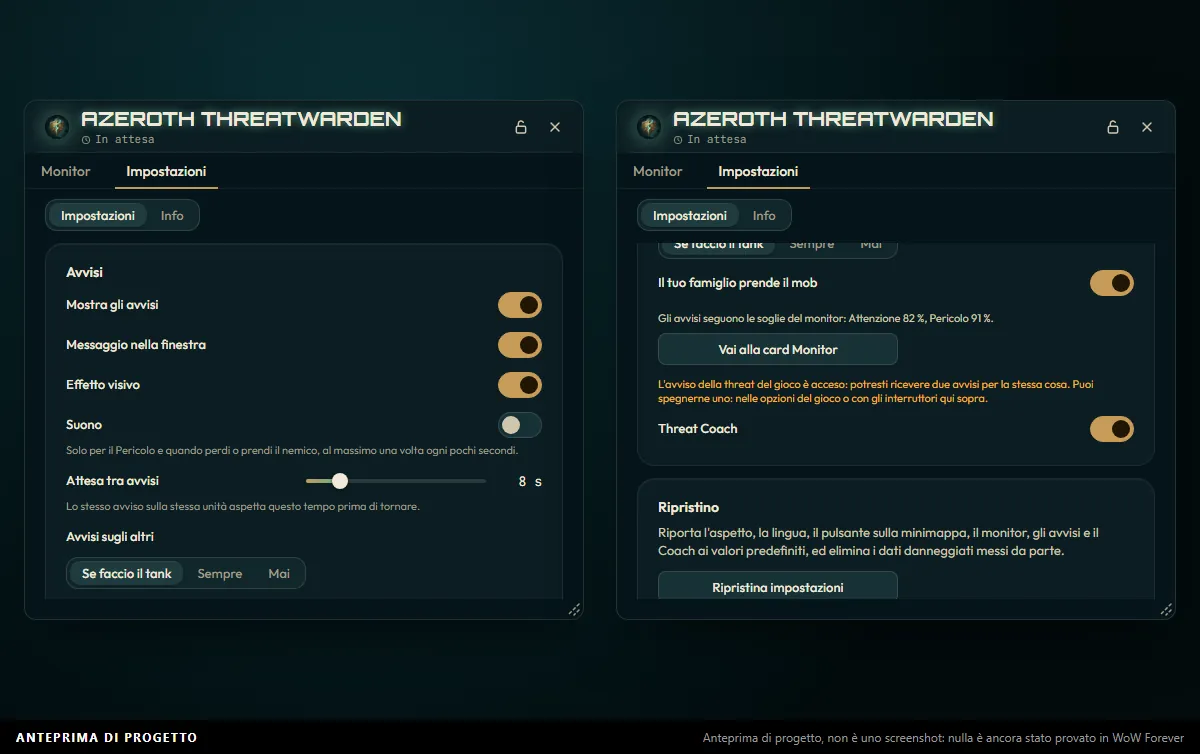 AZEROTH THREATWARDEN
In attesa
Monitor
Impostazioni
Impostazioni
Info
Avvisi
Mostra gli avvisi
Messaggio nella finestra
Effetto visivo
Suono
Solo per il Pericolo e quando perdi o prendi il nemico, al massimo una volta ogni pochi secondi.
Attesa tra avvisi
8 s
Lo stesso avviso sulla stessa unità aspetta questo tempo prima di tornare.
Avvisi sugli altri
Se faccio il tank
Sempre
Mai
AZEROTH THREATWARDEN
In attesa
Monitor
Impostazioni
Impostazioni
Info
Se faccio il tank
Sempre
Mai
Il tuo famiglio prende il mob
Gli avvisi seguono le soglie del monitor: Attenzione 82 %, Pericolo 91 %.
Vai alla card Monitor
L'avviso della threat del gioco è acceso: potresti ricevere due avvisi per la stessa cosa. Puoi
spegnerne uno: nelle opzioni del gioco o con gli interruttori qui sopra.
Threat Coach
Ripristino
Riporta l'aspetto, la lingua, il pulsante sulla minimappa, il monitor, gli avvisi e il
Coach ai valori predefiniti, ed elimina i dati danneggiati messi da parte.
Ripristina impostazioni
ANTEPRIMA DI PROGETTO
Anteprima di progetto, non è uno screenshot: nulla è ancora stato provato in WoW Forever